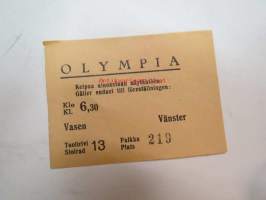 OLYMPIA
Kelpaa ainoastaan näytäntöön:
Gäller endast till föreställningen:
Klo
Kl. 6,30
Vasen Vänster
Tuolirivi
Stolrad 13
Paikka
Plats 219